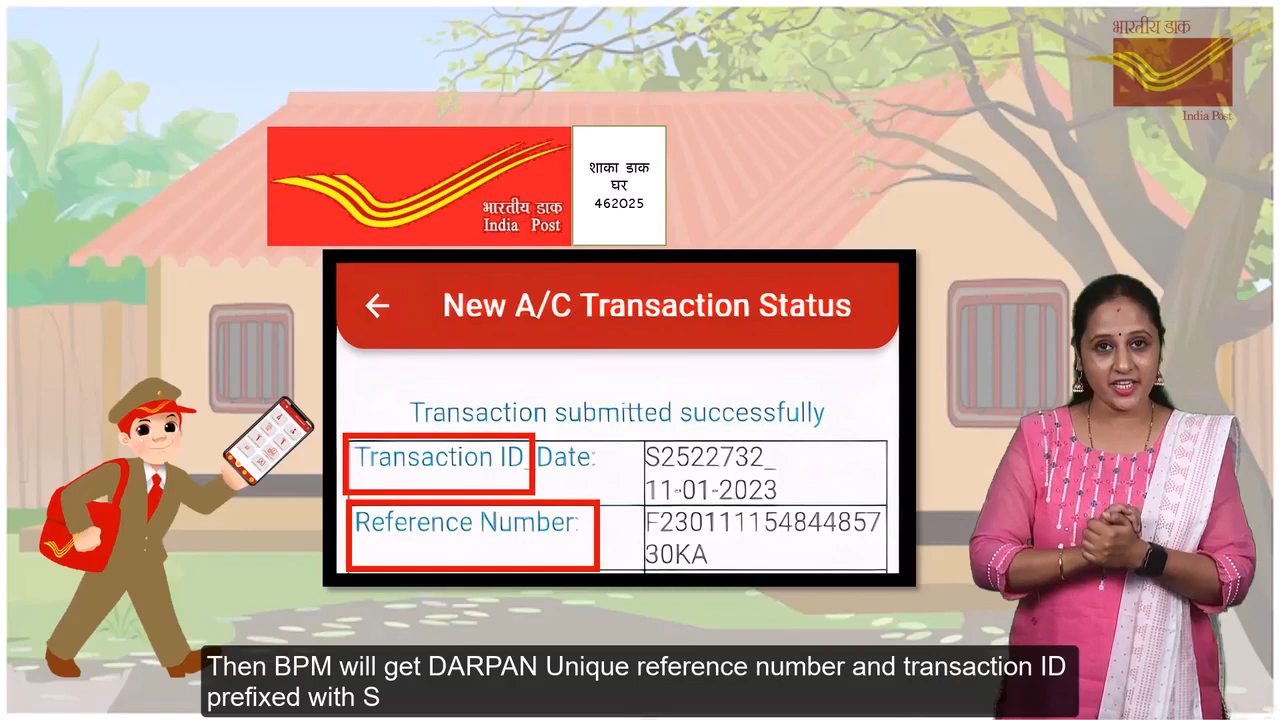 भारतीय डाक
India Post
भारतीय डाक
India Post
शाका डाक
घर
462025
New A/C Transaction Status
Transaction submitted successfully
Transaction ID_Date:
S2522732_
11-01-2023
Reference Number:
F230111154844857
30KA
Then BPM will get DARPAN Unique reference number and transaction ID
prefixed with S